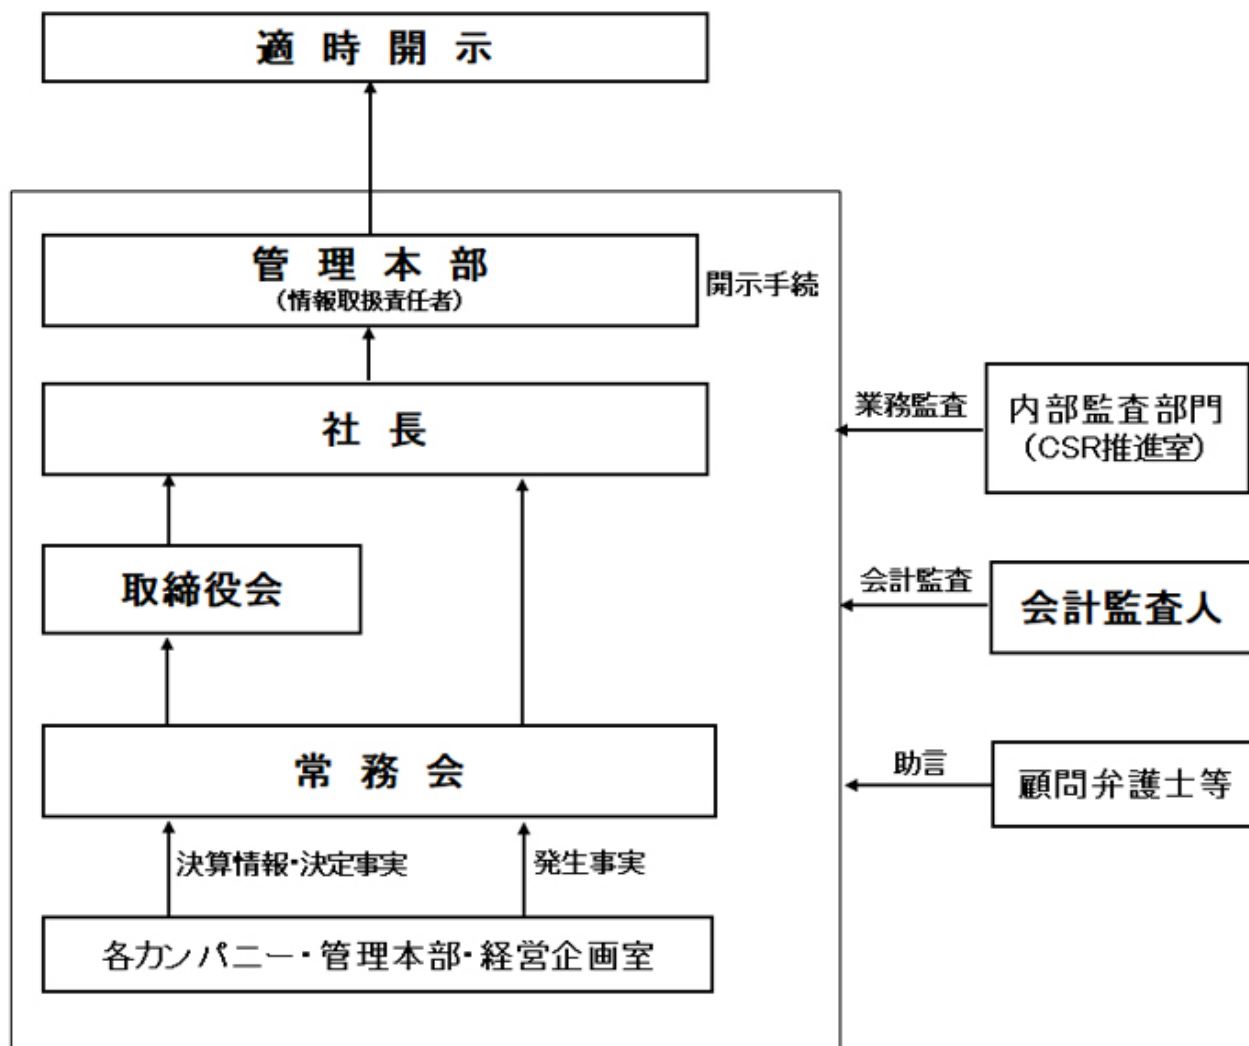 適時開示
管理本部
（情報取扱責任者）
開示手続
社長
業務監査
内部監査部門
（CSR推進室）
取締役会
会計監査
会計監査人
常務会
助言
顧問弁護士等
決算情報・決定事実
発生事実
各カンパニー・管理本部・経営企画室